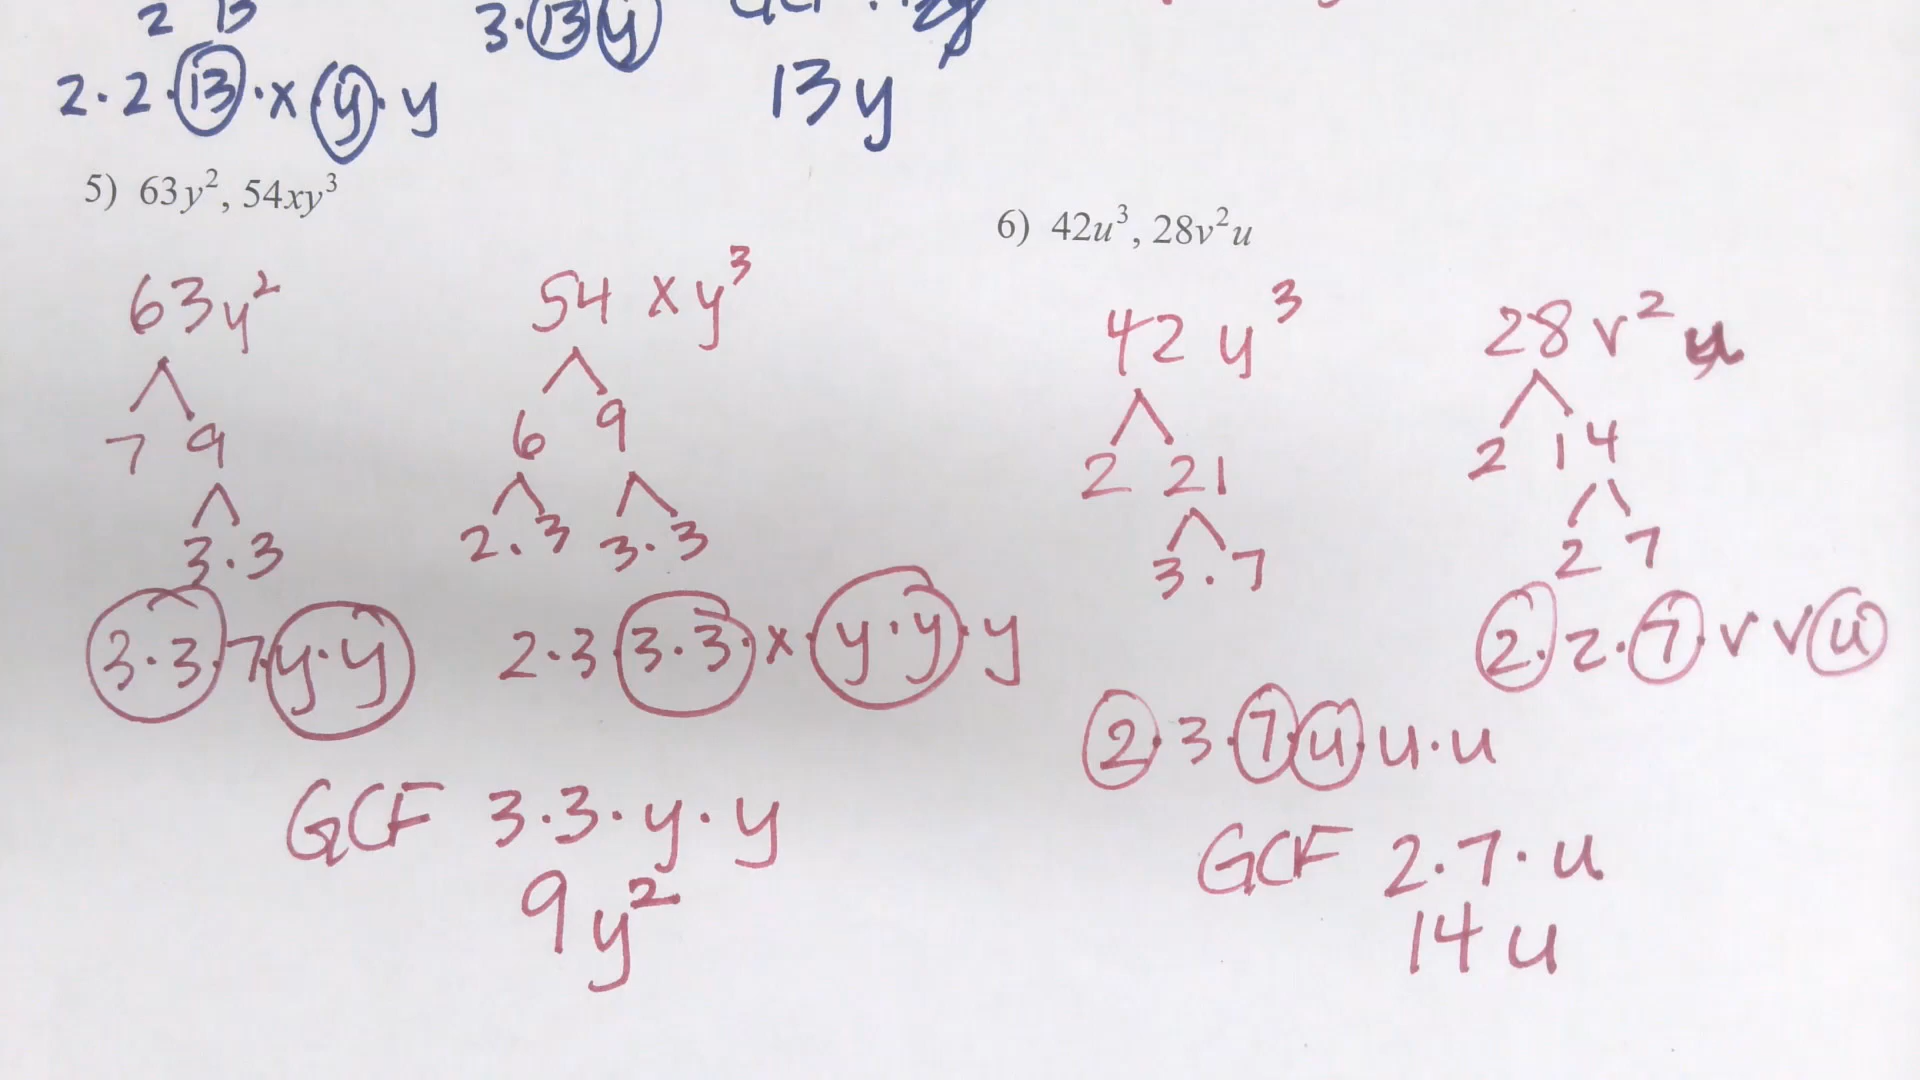 2 13
3·13 y
2·2·13·x y·y
13y
5) 63y², 54xy³
63y²
54 xy³
7 9
6 9
3·3
2·3 3·3
3·3·7·y·y
2·3·3·3·x·y·y·y
GCF 3·3·y·y
9y²
6) 42u³, 28v²u
42 u³
28 v² u
2 21
2 14
3·7
2 7
2·2·7·v v u
2·3·7·u·u·u
GCF 2·7·u
14 u